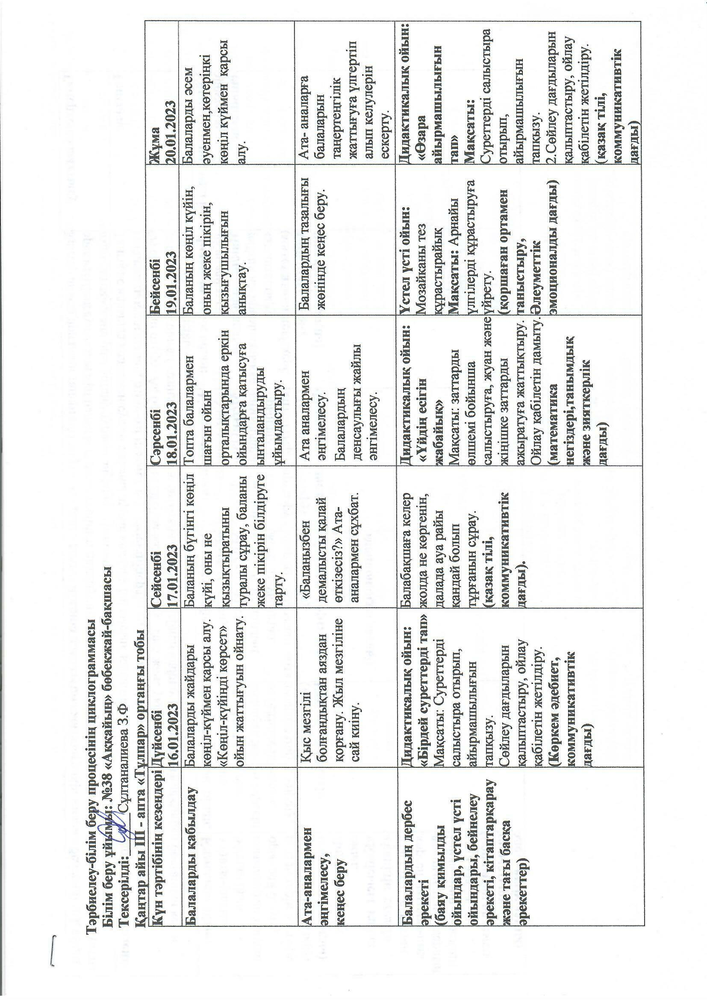 Тәрбиелеу-білім беру процесінің циклограммасы
Білім беру ұйымы: №38 «Аққайың» бөбекжай-бақшасы
Тексерілді:_____Сұлтаналиева З.Ф
Қаңтар айы III - апта «Тұлпар» ортаңғы тобы
Күн тәртібінің кезеңдері
Дүйсенбі
16.01.2023
Сейсенбі
17.01.2023
Сәрсенбі
18.01.2023
Бейсенбі
19.01.2023
Жұма
20.01.2023
Балаларды қабылдау
Балаларды жайдары
көңіл-күймен қарсы алу.
«Көңіл-күйіңді көрсет»
ойын жаттығуын ойнату.
Баланың бүгінгі көңіл
күйі, оны не
қызықтыратыны
туралы сұрау, баланы
жеке пікірін білдіруге
тарту.
Топта балалармен
шағын ойын
орталықтарында еркін
ойындарға қатысуға
ынталандыруды
ұйымдастыру.
Баланың көңіл күйін,
оның жеке пікірін,
қызығушылығын
анықтау.
Балаларды әсем
әуенмен,көтеріңкі
көңіл күймен қарсы
алу.
Ата-аналармен
әңгімелесу,
кеңес беру
Қыс мезгілі
болғандықтан аяздан
қорғану. Жыл мезгіліне
сай киіну.
«Балаңызбен
демалысты қалай
өткізесіз?» Ата-
аналармен сұхбат.
Ата аналармен
әңгімелесу.
Балалардың
денсаулығы жайлы
әңгімелесу.
Балалардың тазалығы
жөнінде кеңес беру.
Ата- аналарға
балаларын
таңертеңгілік
жаттығуға үлгертіп
алып келулерін
ескерту.
Балалардың дербес
әрекеті
(баяу қимылды
ойындар, үстел үсті
ойындары, бейнелеу
әрекеті, кітаптарқарау
және тағы басқа
әрекеттер)
Дидактикалық ойын:
«Бірдей суреттерді тап»
Мақсаты: Суреттерді
салыстыра отырып,
айырмашылығын
тапқызу.
Сөйлеу дағдыларын
қалыптастыру, ойлау
қабілетін жетілдіру.
(Көркем әдебиет,
коммуникативтік
дағды)
Балабақшаға келер
жолда не көргенін,
далада ауа райы
қандай болып
тұрғанын сұрау.
(қазақ тілі,
коммуникативтік
дағды).
Дидактикалық ойын:
«Үйдің есігін
жабайық»
Мақсаты: заттарды
өлшемі бойынша
салыстыруға, жуан және
жіңішке заттарды
ажыратуға жаттықтыру.
Ойлау қабілетін дамыту.
(математика
негіздері,танымдық
және зияткерлік
дағды)
Үстел үсті ойын:
Мозайканы тез
құрастырайық
Мақсаты: Арнайы
үлгілерді құрастыруға
үйрету.
(қоршаған ортамен
таныстыру,
Әлеуметік
эмоционалды дағды)
Дидактикалық ойын:
«Өзара
айырмашылығын
тап»
Мақсаты:
Суреттерді салыстыра
отырып,
айырмашылығын
тапқызу.
2.Сөйлеу дағдыларын
қалыптастыру, ойлау
қабілетін жетілдіру.
(қазақ тілі,
коммуникативтік
дағды)